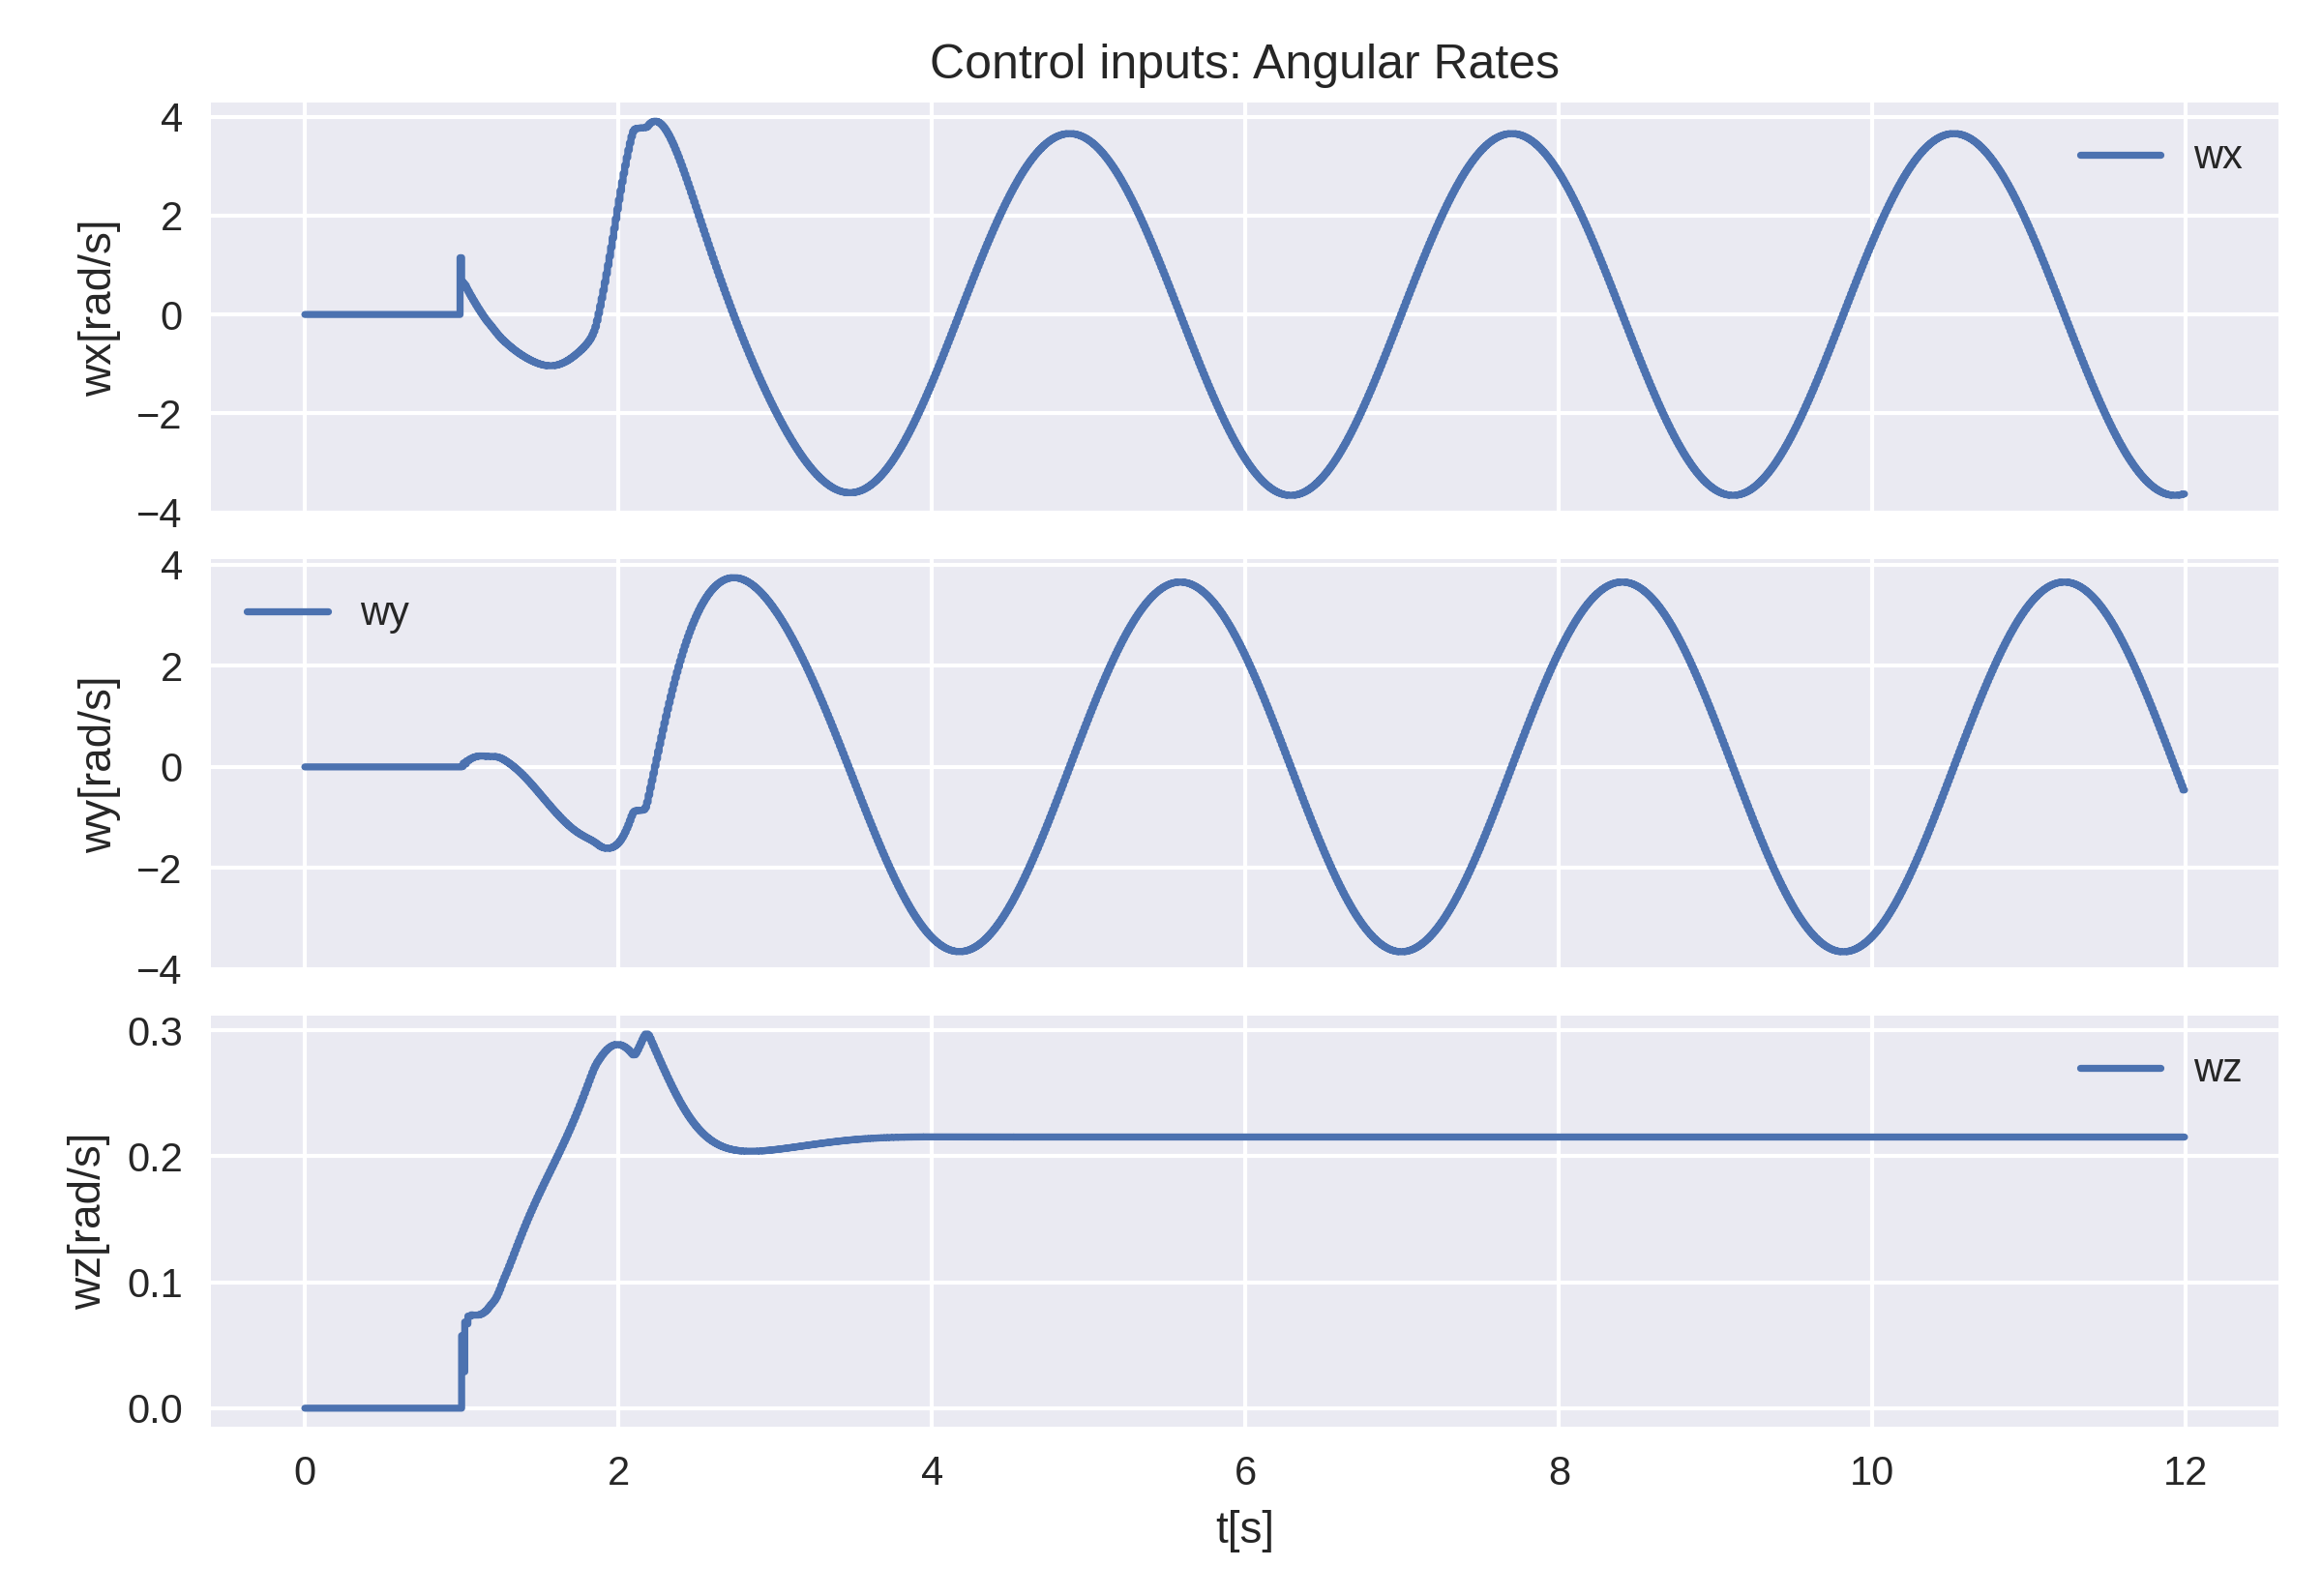 Control inputs: Angular Rates
4
2
0
−2
−4
wx[rad/s]
wx
4
2
0
−2
−4
wy[rad/s]
wy
0.3
0.2
0.1
0.0
wz[rad/s]
wz
0 2 4 6 8 10 12
t[s]